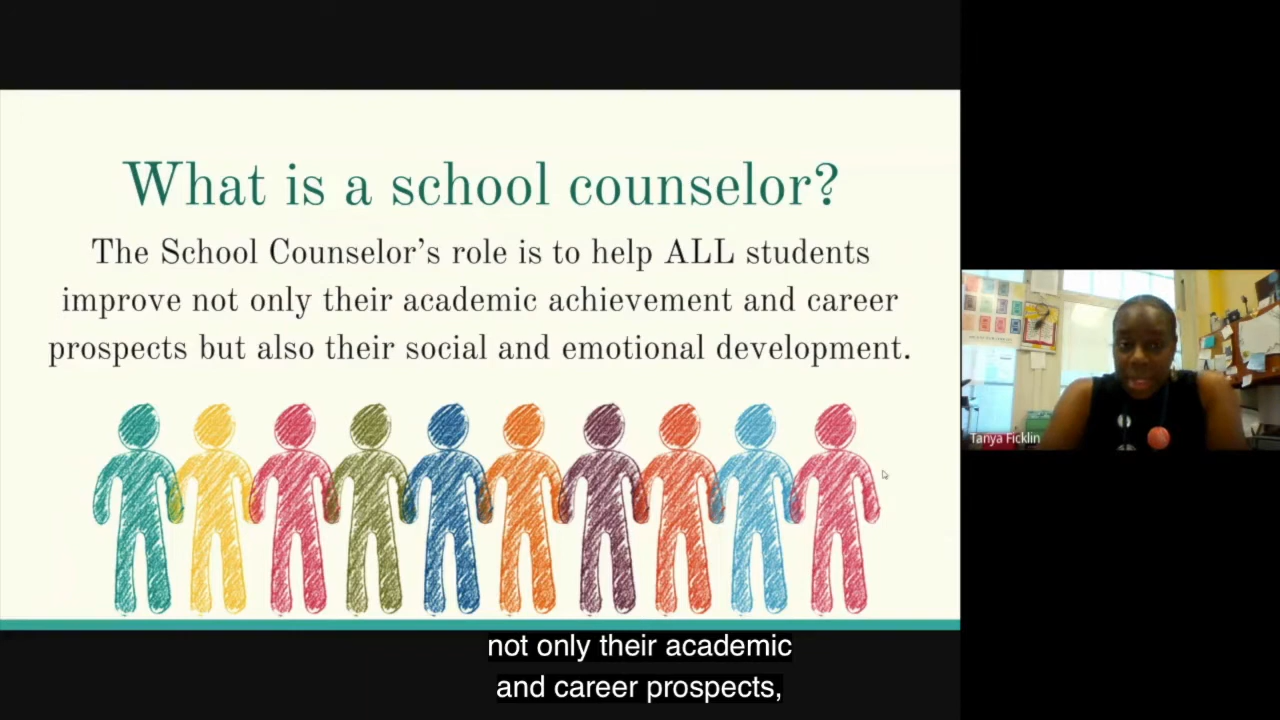 What is a school counselor?
The School Counselor’s role is to help ALL students
improve not only their academic achievement and career
prospects but also their social and emotional development.
Tanya Ficklin
not only their academic
and career prospects,